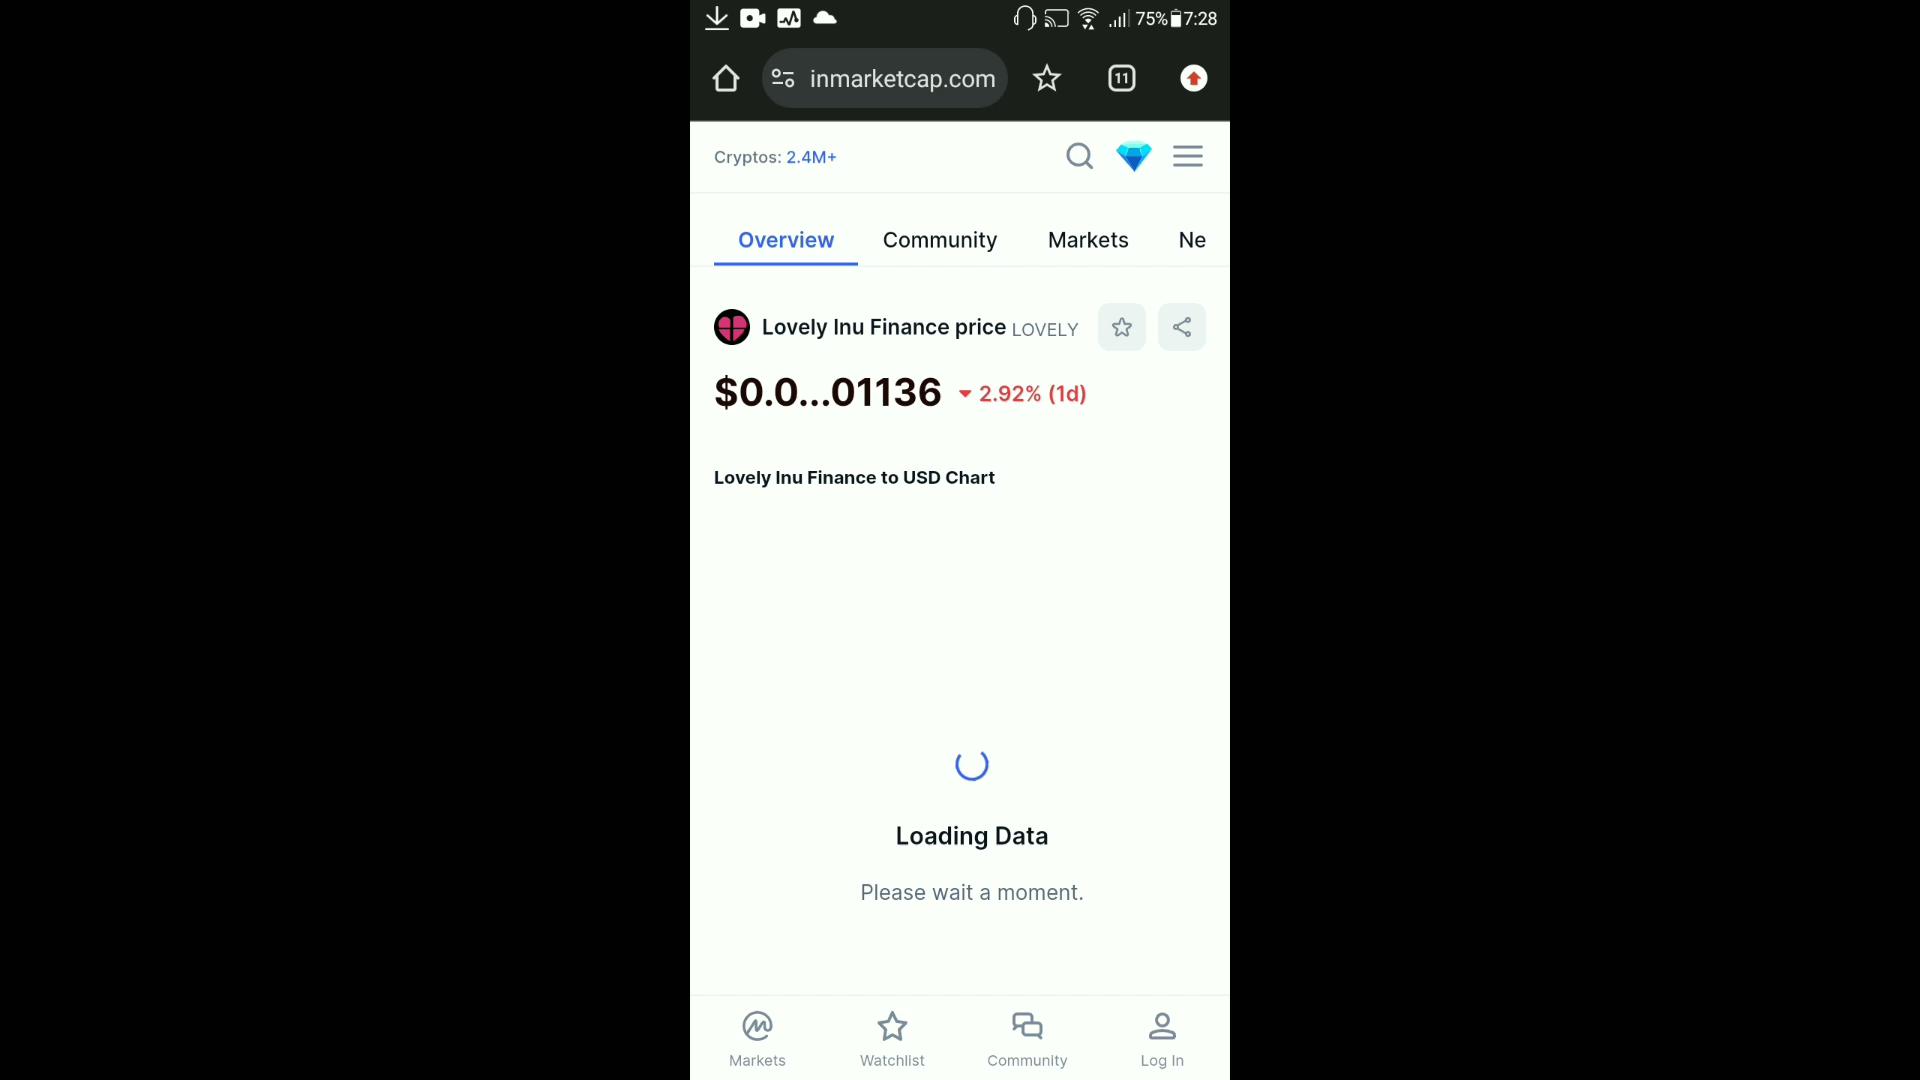 75% 7:28
inmarketcap.com 11
Cryptos: 2.4M+
Overview Community Markets Ne
Lovely Inu Finance price LOVELY
$0.0...01136 2.92% (1d)
Lovely Inu Finance to USD Chart
Loading Data
Please wait a moment.
Markets Watchlist Community Log In